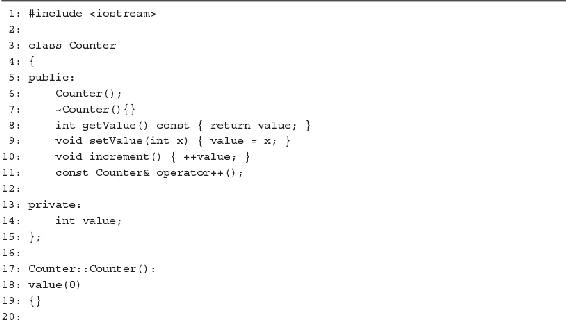 1: #include <iostream>
2:
3: class Counter
4: {
5: public:
6:     Counter();
7:     ~Counter(){}
8:     int getValue() const { return value; }
9:     void setValue(int x) { value = x; }
10:     void increment() { ++value; }
11:     const Counter& operator++();
12:
13: private:
14:     int value;
15: };
16:
17: Counter::Counter():
18: value(0)
19: {}
20: